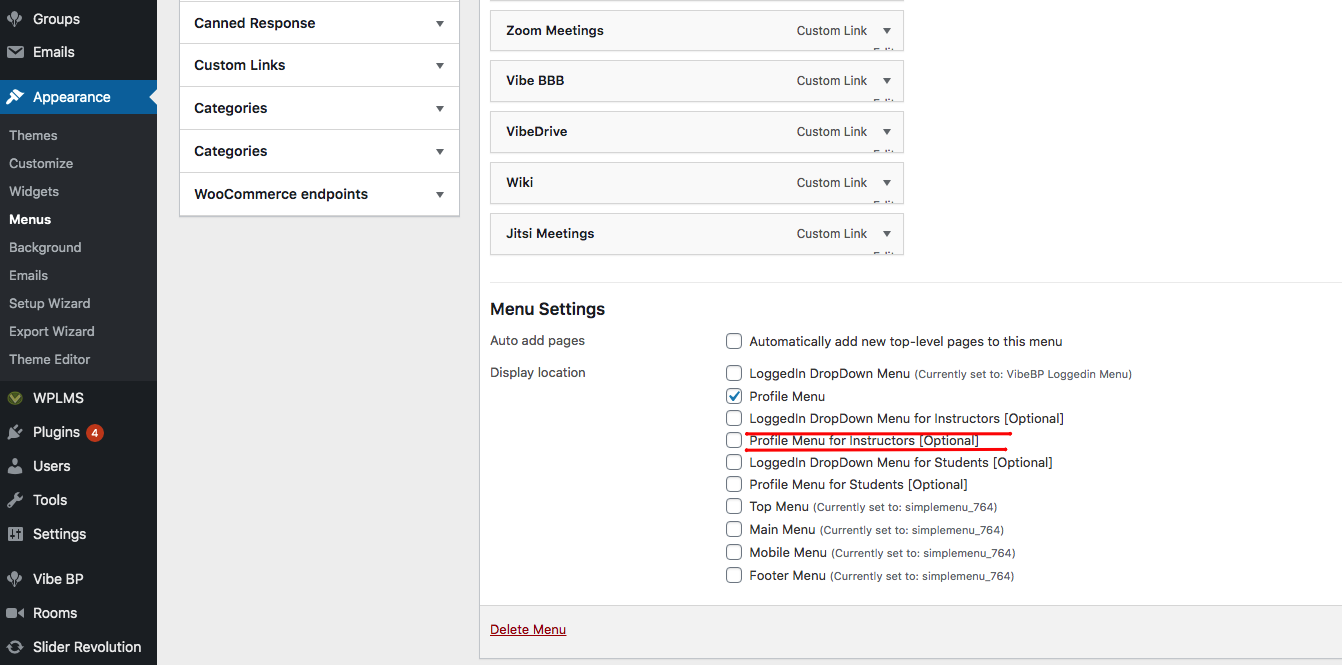 Groups
Emails
Appearance
Themes
Customize
Widgets
Menus
Background
Emails
Setup Wizard
Export Wizard
Theme Editor
WPLMS
Plugins 4
Users
Tools
Settings
Vibe BP
Rooms
Slider Revolution
Canned Response
Custom Links
Categories
Categories
WooCommerce endpoints
Zoom Meetings Custom Link
Edit
Vibe BBB Custom Link
Edit
VibeDrive Custom Link
Edit
Wiki Custom Link
Edit
Jitsi Meetings Custom Link
Edit
Menu Settings
Auto add pages Automatically add new top-level pages to this menu
Display location LoggedIn DropDown Menu (Currently set to: VibeBP Loggedin Menu)
Profile Menu
LoggedIn DropDown Menu for Instructors [Optional]
Profile Menu for Instructors [Optional]
LoggedIn DropDown Menu for Students [Optional]
Profile Menu for Students [Optional]
Top Menu (Currently set to: simplemenu_764)
Main Menu (Currently set to: simplemenu_764)
Mobile Menu (Currently set to: simplemenu_764)
Footer Menu (Currently set to: simplemenu_764)
Delete Menu